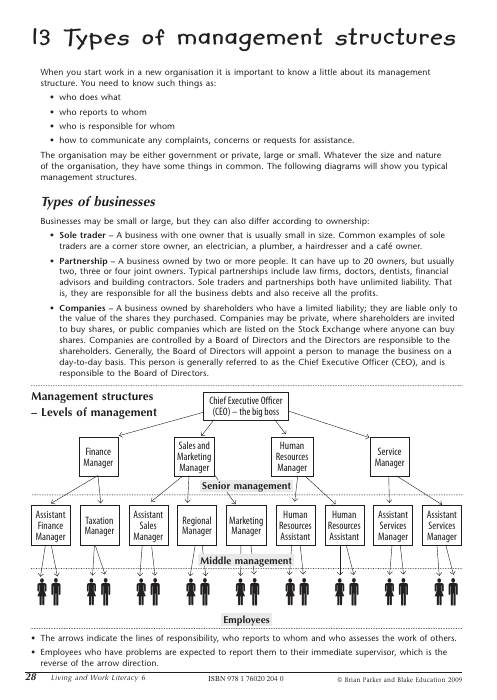 13 Types of management structures
When you start work in a new organisation it is important to know a little about its management
structure. You need to know such things as:
• who does what
• who reports to whom
• who is responsible for whom
• how to communicate any complaints, concerns or requests for assistance.
The organisation may be either government or private, large or small. Whatever the size and nature
of the organisation, they have some things in common. The following diagrams will show you typical
management structures.
Types of businesses
Businesses may be small or large, but they can also differ according to ownership:
• Sole trader – A business with one owner that is usually small in size. Common examples of sole
traders are a corner store owner, an electrician, a plumber, a hairdresser and a café owner.
• Partnership – A business owned by two or more people. It can have up to 20 owners, but usually
two, three or four joint owners. Typical partnerships include law firms, doctors, dentists, financial
advisors and building contractors. Sole traders and partnerships both have unlimited liability. That
is, they are responsible for all the business debts and also receive all the profits.
• Companies – A business owned by shareholders who have a limited liability; they are liable only to
the value of the shares they purchased. Companies may be private, where shareholders are invited
to buy shares, or public companies which are listed on the Stock Exchange where anyone can buy
shares. Companies are controlled by a Board of Directors and the Directors are responsible to the
shareholders. Generally, the Board of Directors will appoint a person to manage the business on a
day-to-day basis. This person is generally referred to as the Chief Executive Officer (CEO), and is
responsible to the Board of Directors.
Management structures
– Levels of management
Chief Executive Officer
(CEO) – the big boss
Finance
Manager
Sales and
Marketing
Manager
Human
Resources
Manager
Service
Manager
Senior management
Assistant
Finance
Manager
Taxation
Manager
Assistant
Sales
Manager
Regional
Manager
Marketing
Manager
Human
Resources
Assistant
Human
Resources
Assistant
Assistant
Services
Manager
Assistant
Services
Manager
Middle management
Employees
• The arrows indicate the lines of responsibility, who reports to whom and who assesses the work of others.
• Employees who have problems are expected to report them to their immediate supervisor, which is the
reverse of the arrow direction.
28 Living and Work Literacy 6 ISBN 978 1 76020 204 0 © Brian Parker and Blake Education 2009